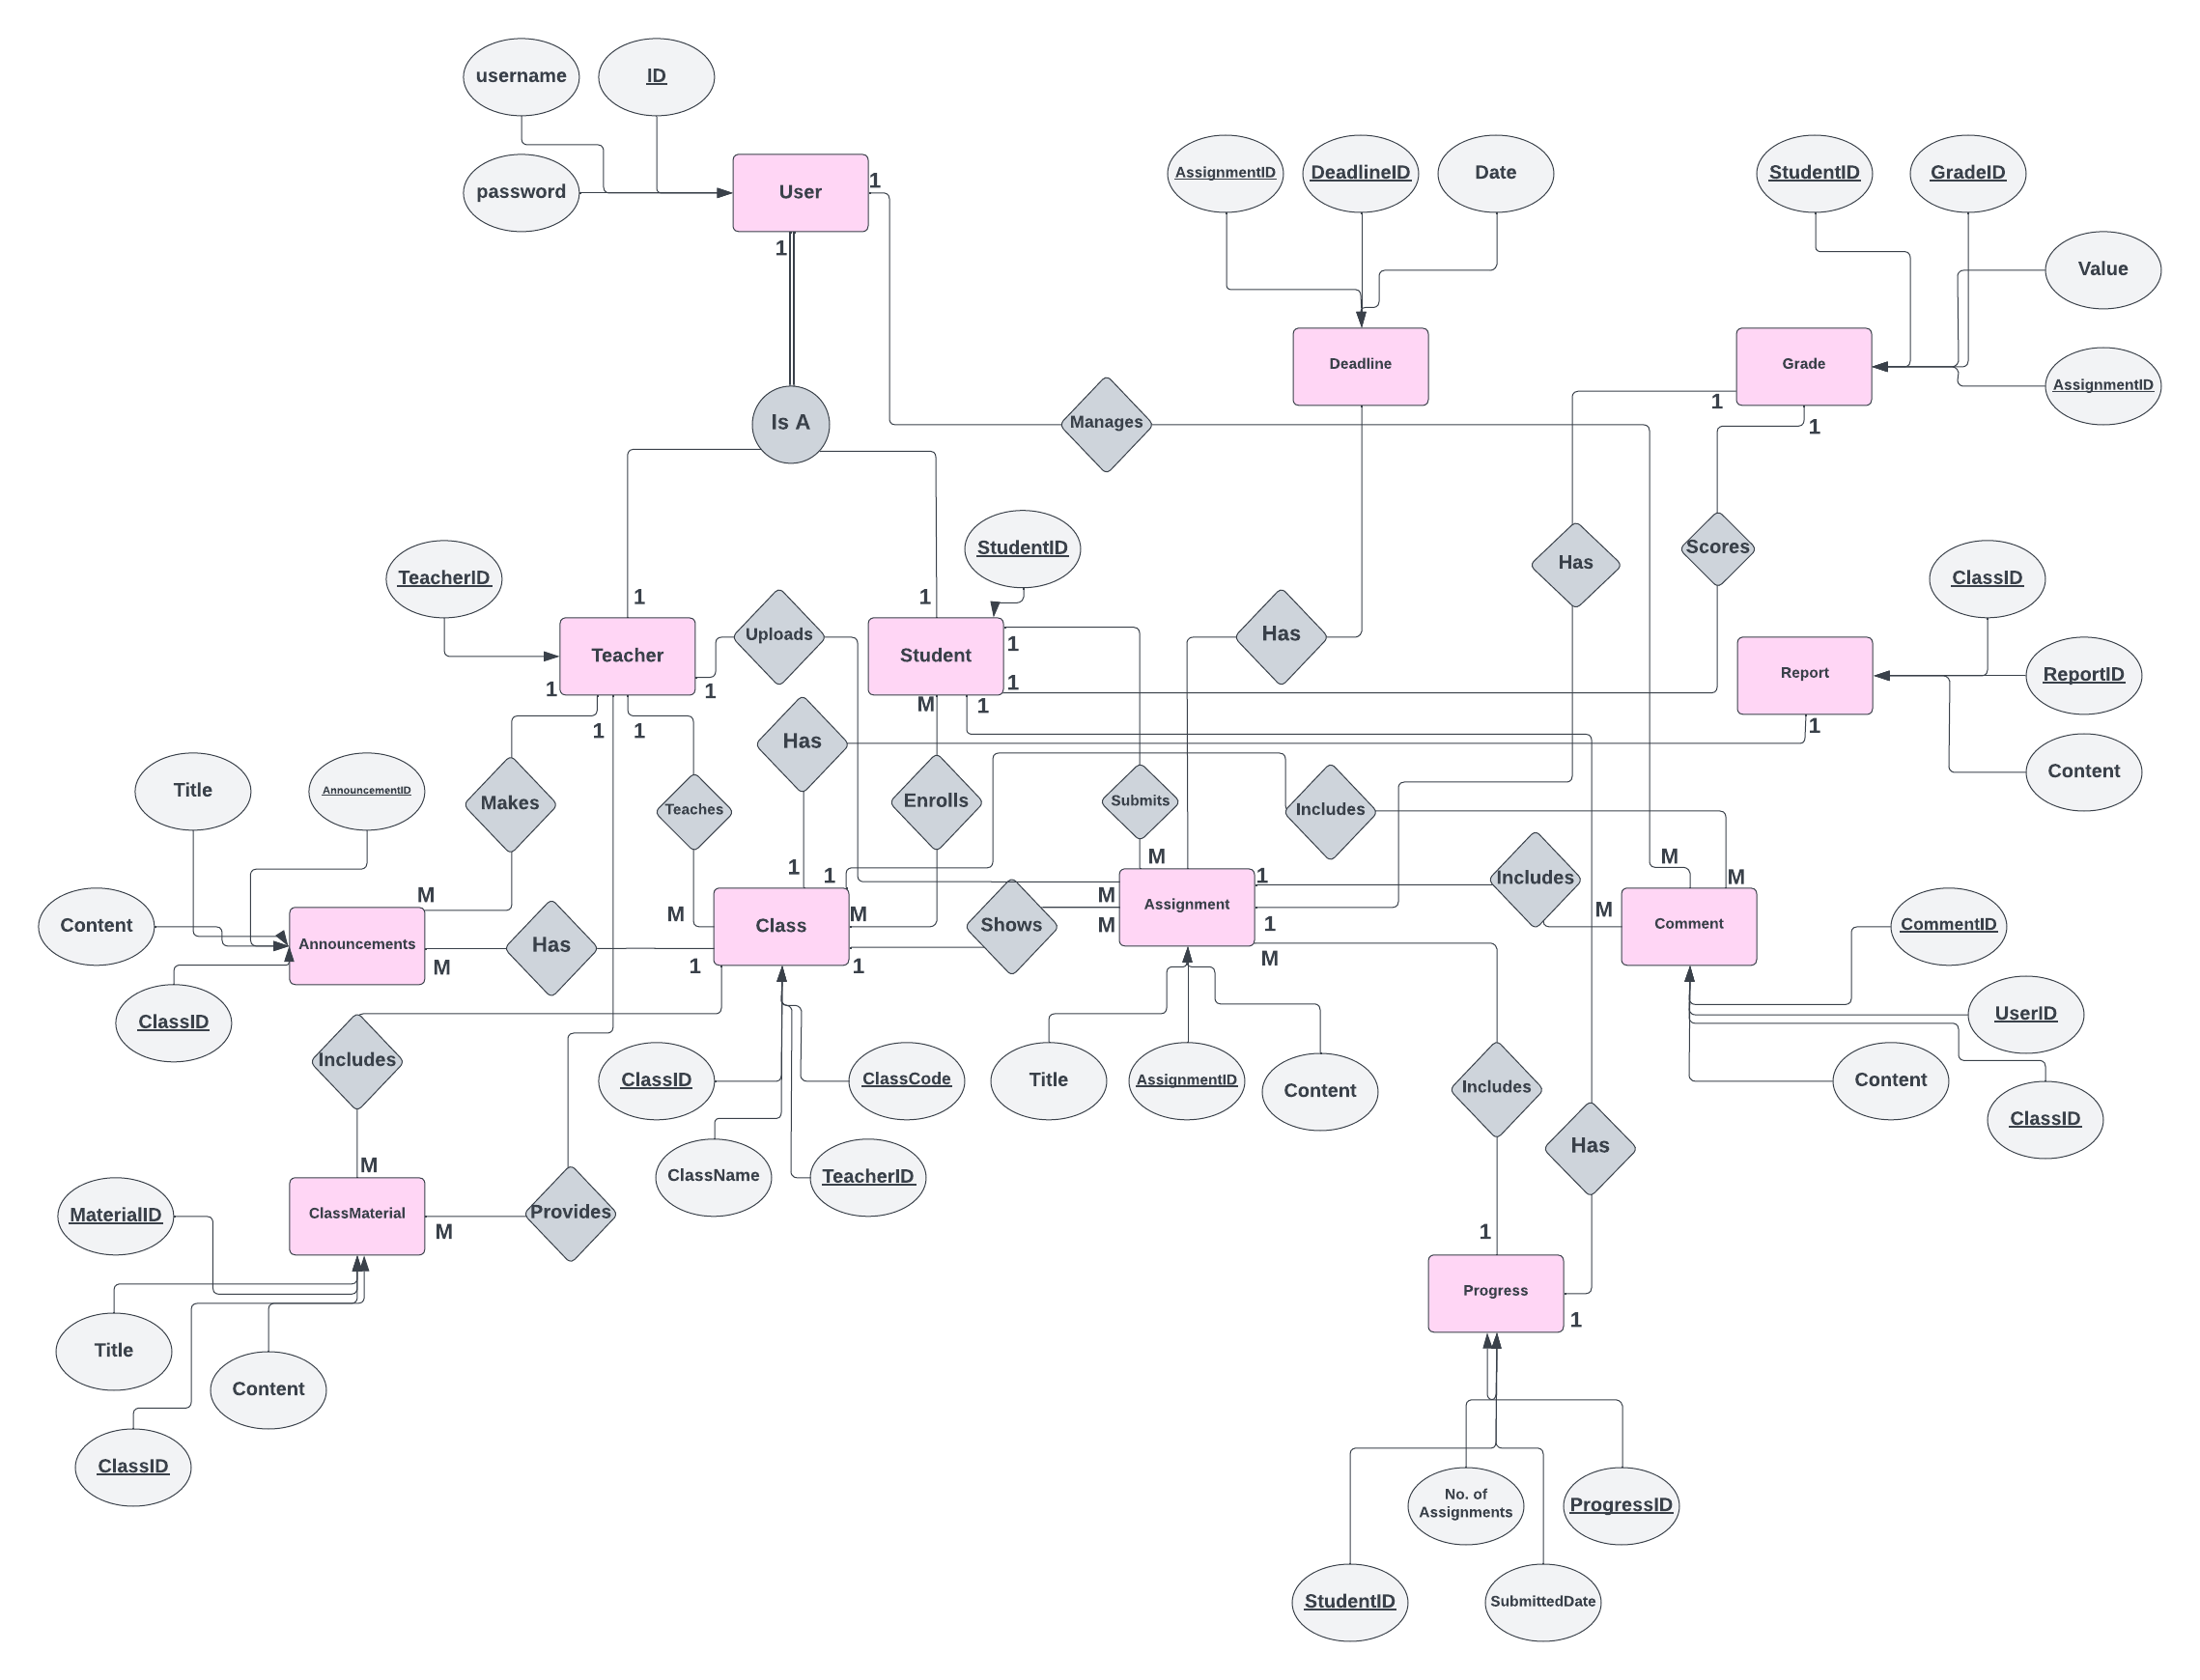 username
ID
password
User
1
1
AssignmentID
DeadlineID
Date
StudentID
GradeID
Value
AssignmentID
Deadline
Grade
1
1
Is A
Manages
Has
Scores
StudentID
TeacherID
ClassID
1
1
Teacher
Uploads
Student
Has
Report
ReportID
1
1
1
1
M
1
1
1
1
Has
Content
Title
AnnouncementID
Makes
Teaches
Enrolls
Submits
Includes
1
1
M
1
M
M
M
M
M
M
M
M
Includes
Content
Announcements
Has
Class
Shows
Assignment
Comment
CommentID
M
1
1
1
M
ClassID
UserID
Includes
ClassID
ClassCode
Title
AssignmentID
Content
Includes
Content
ClassID
Has
M
ClassName
TeacherID
MaterialID
ClassMaterial
Provides
M
1
Progress
1
Title
Content
ClassID
No. of
Assignments
ProgressID
StudentID
SubmittedDate